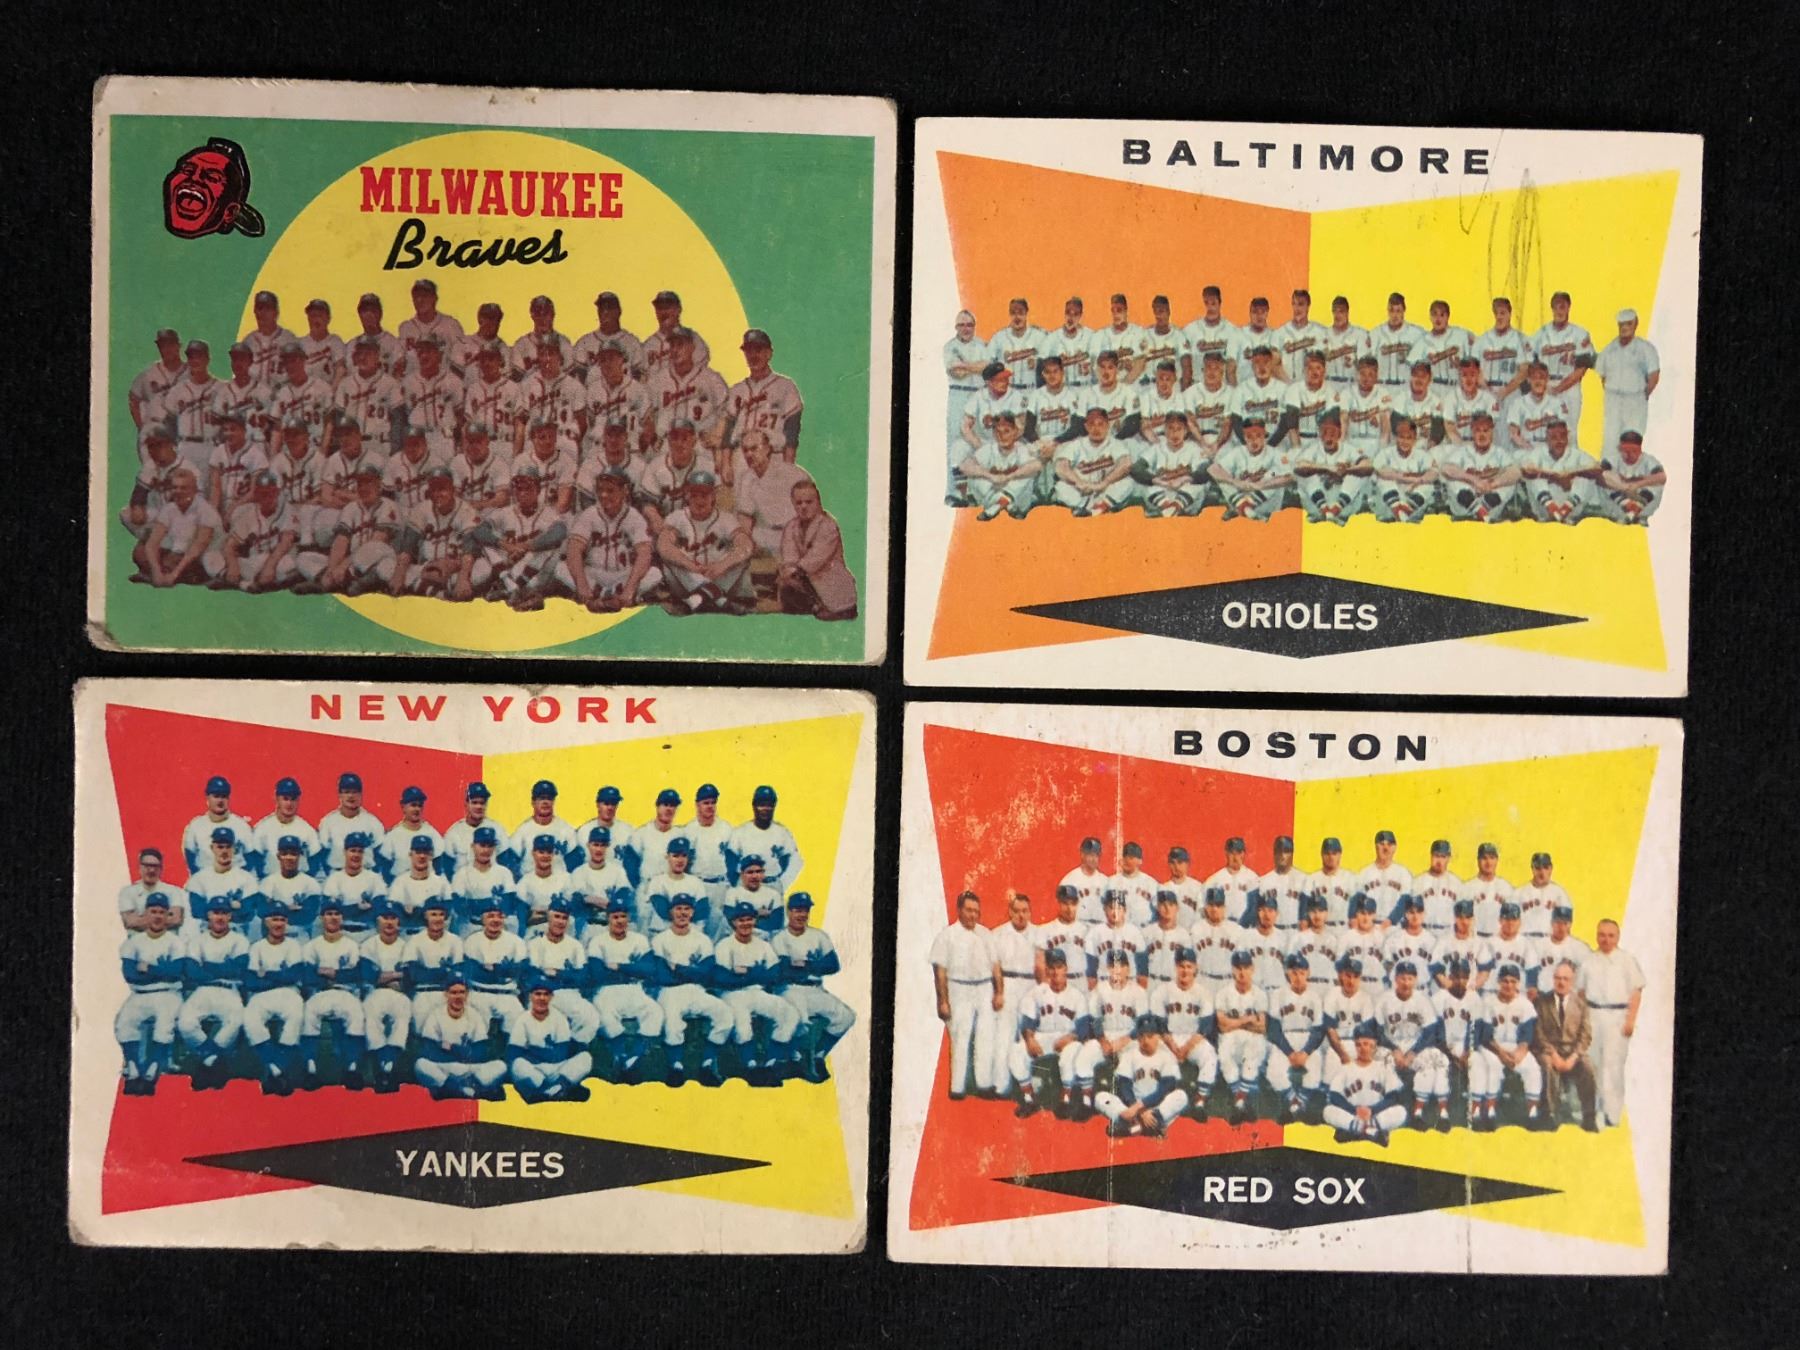 MILWAUKEE
Braves
BALTIMORE
ORIOLES
NEW YORK
YANKEES
BOSTON
RED SOX